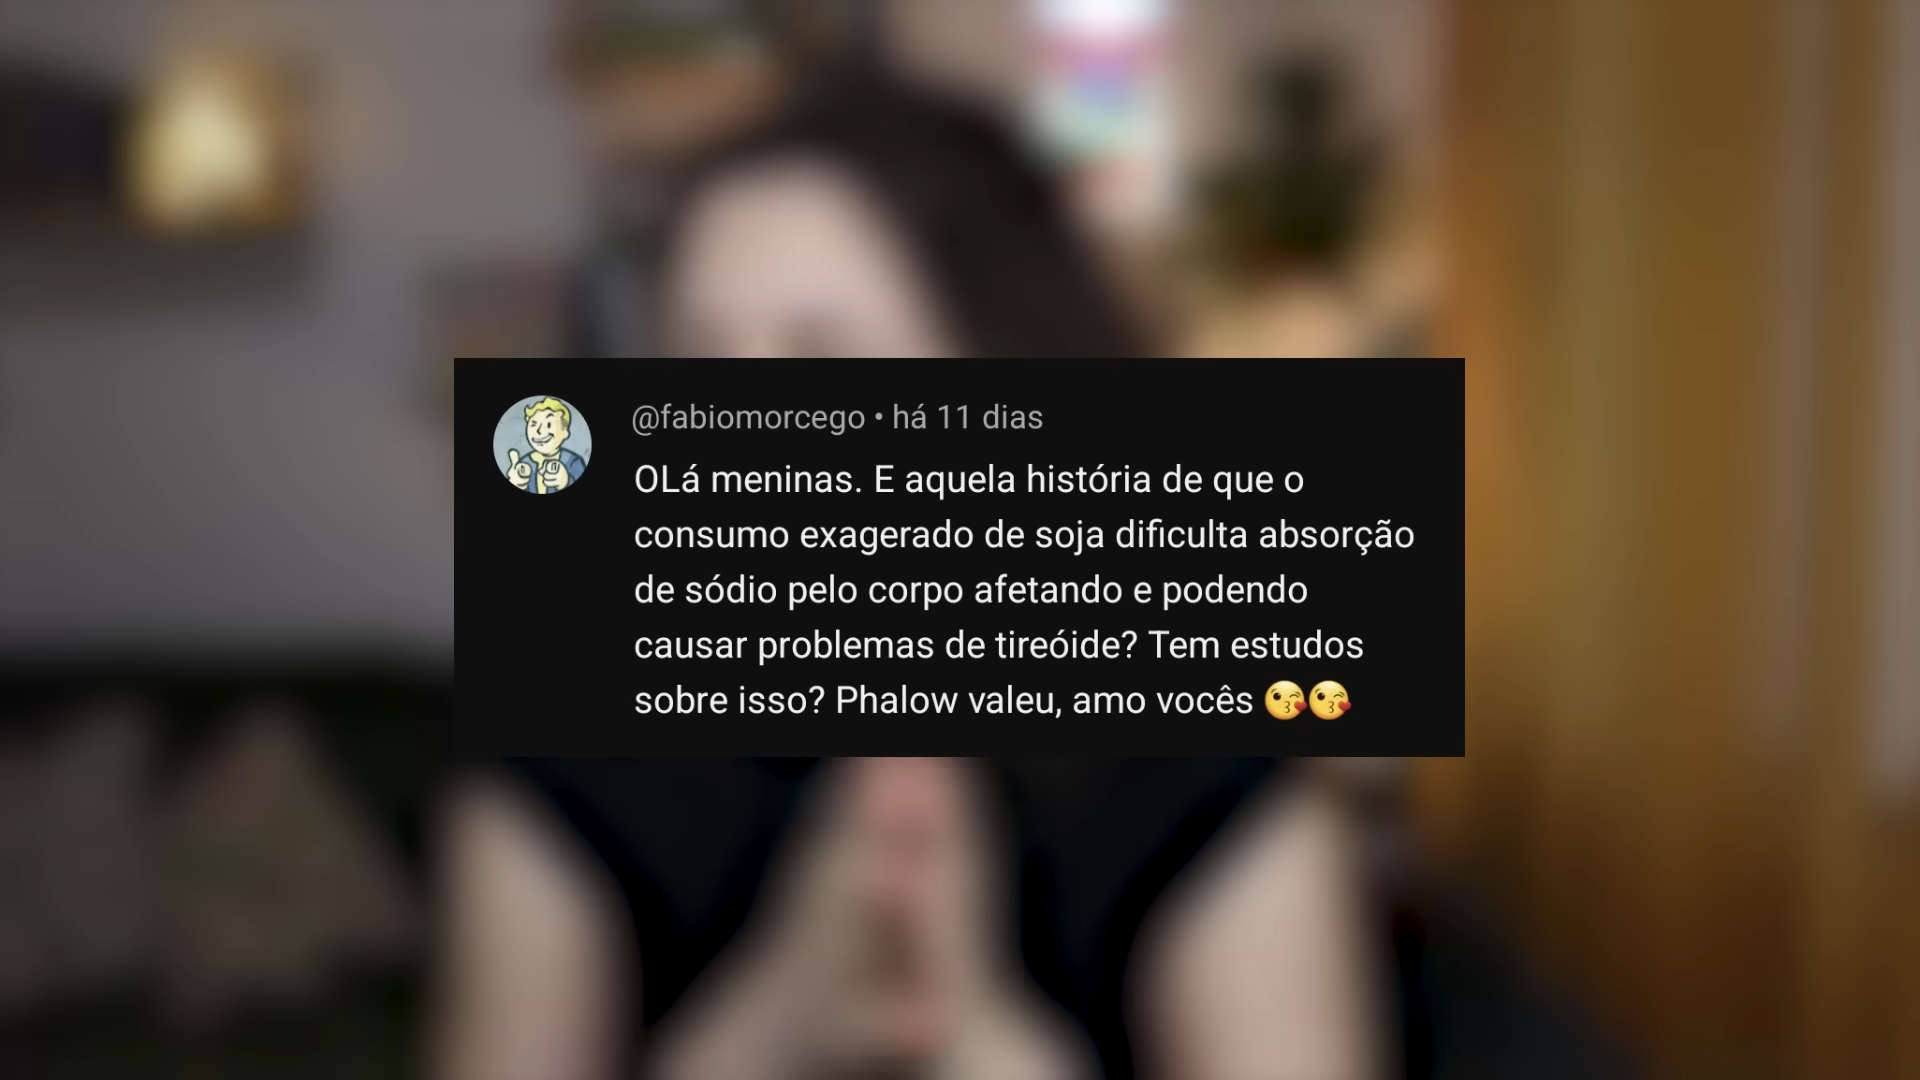 @fabiomorcego • há 11 dias
OLá meninas. E aquela história de que o
consumo exagerado de soja dificulta absorção
de sódio pelo corpo afetando e podendo
causar problemas de tireóide? Tem estudos
sobre isso? Phalow valeu, amo vocês 😘😘